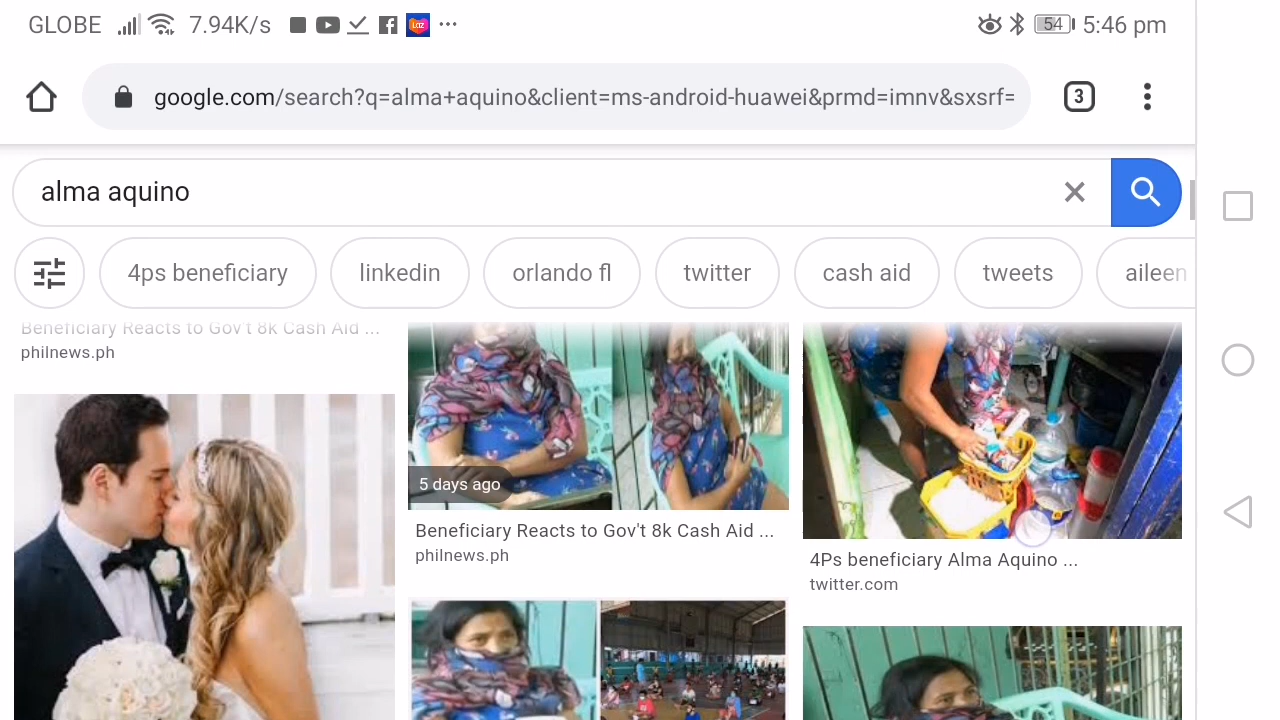 GLOBE 7.94K/s 54 5:46 pm
google.com/search?q=alma+aquino&client=ms-android-huawei&prmd=imnv&sxsrf=
3
alma aquino
4ps beneficiary linkedin orlando fl twitter cash aid tweets aileen
Beneficiary Reacts to Gov't 8k Cash Aid ...
philnews.ph
5 days ago
Beneficiary Reacts to Gov't 8k Cash Aid ...
philnews.ph
4Ps beneficiary Alma Aquino ...
twitter.com